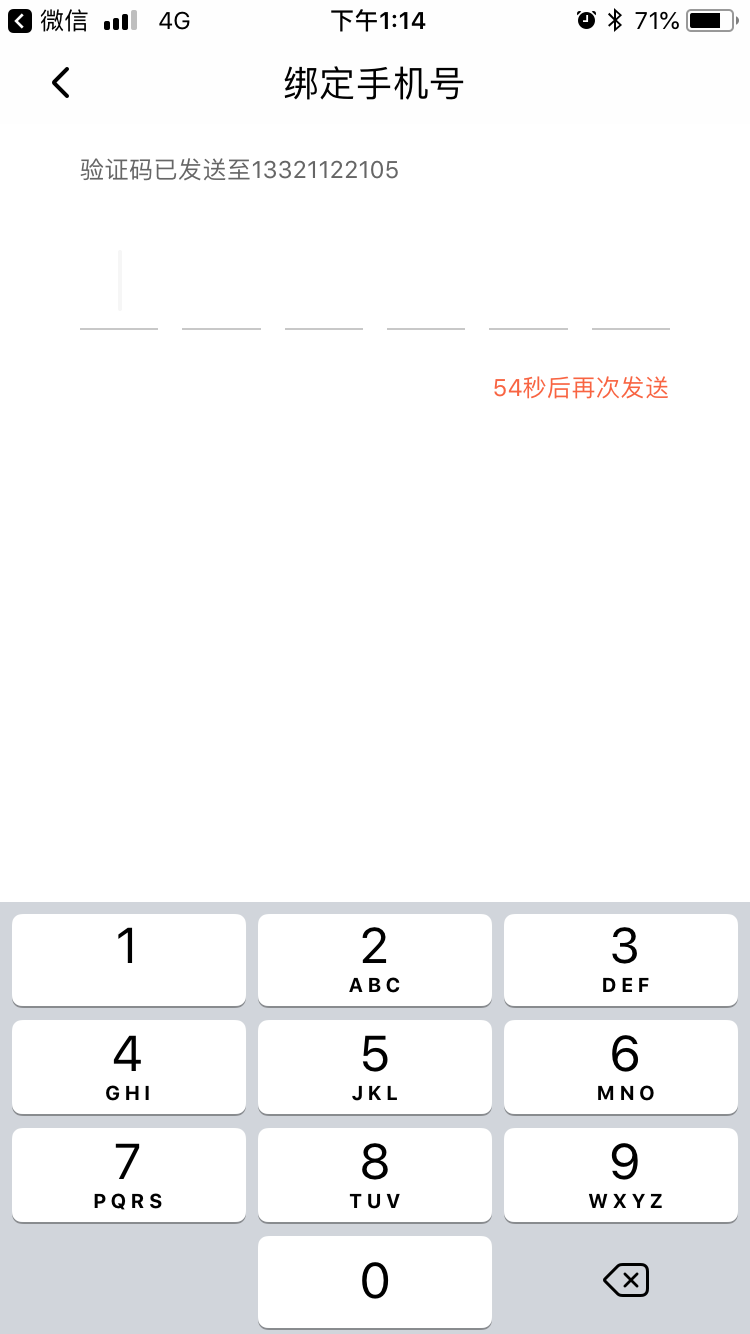 微信 4G 下午1:14 71%
绑定手机号
验证码已发送至13321122105
54秒后再次发送
1 2 3
ABC DEF
4 5 6
GHI JKL MNO
7 8 9
PQRS TUV WXYZ
0